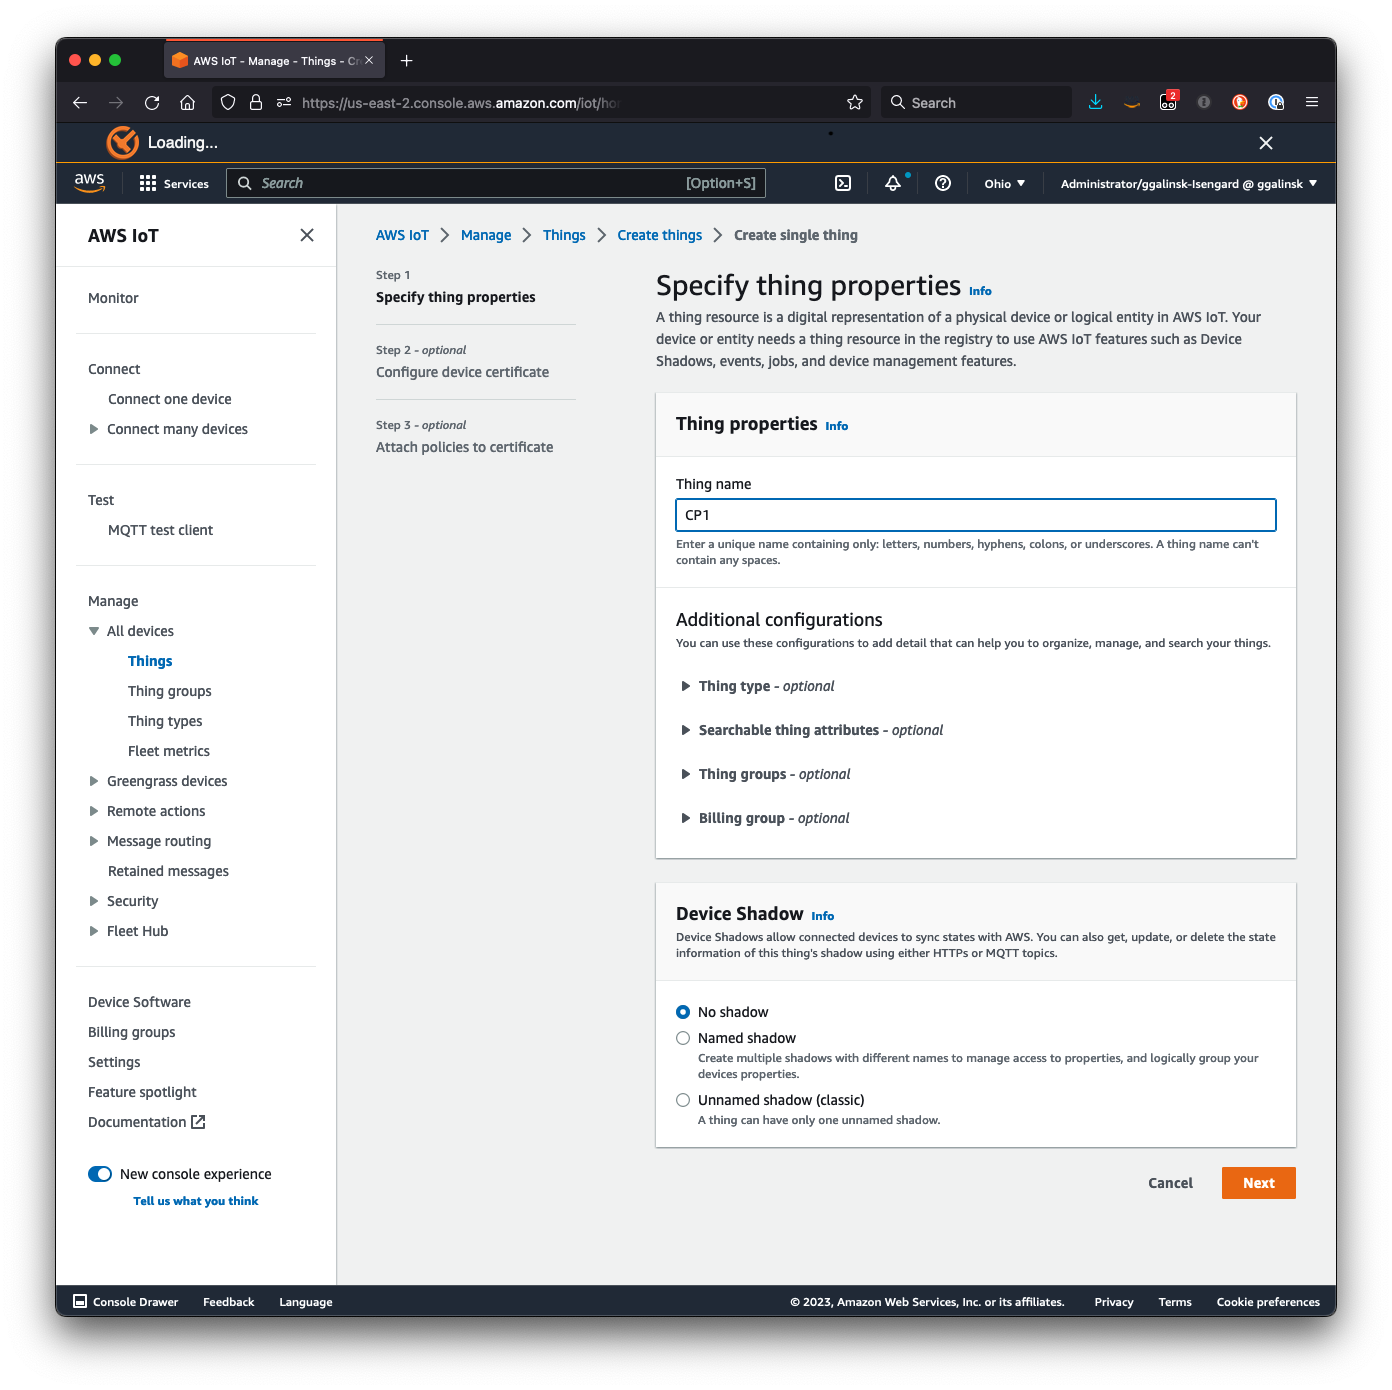 AWS IoT - Manage - Things - Cr
https://us-east-2.console.aws.amazon.com/iot/ho
Search
2
Loading...
aws
Services
Search
[Option+S]
Ohio
Administrator/ggalinsk-Isengard @ ggalinsk
AWS IoT
Monitor
Connect
Connect one device
Connect many devices
Test
MQTT test client
Manage
All devices
Things
Thing groups
Thing types
Fleet metrics
Greengrass devices
Remote actions
Message routing
Retained messages
Security
Fleet Hub
Device Software
Billing groups
Settings
Feature spotlight
Documentation
New console experience
Tell us what you think
AWS IoT > Manage > Things > Create things > Create single thing
Step 1
Specify thing properties
Step 2 - optional
Configure device certificate
Step 3 - optional
Attach policies to certificate
Specify thing properties Info
A thing resource is a digital representation of a physical device or logical entity in AWS IoT. Your
device or entity needs a thing resource in the registry to use AWS IoT features such as Device
Shadows, events, jobs, and device management features.
Thing properties Info
Thing name
CP1
Enter a unique name containing only: letters, numbers, hyphens, colons, or underscores. A thing name can't
contain any spaces.
Additional configurations
You can use these configurations to add detail that can help you to organize, manage, and search your things.
Thing type - optional
Searchable thing attributes - optional
Thing groups - optional
Billing group - optional
Device Shadow Info
Device Shadows allow connected devices to sync states with AWS. You can also get, update, or delete the state
information of this thing's shadow using either HTTPs or MQTT topics.
No shadow
Named shadow
Create multiple shadows with different names to manage access to properties, and logically group your
devices properties.
Unnamed shadow (classic)
A thing can have only one unnamed shadow.
Cancel
Next
Console Drawer
Feedback
Language
© 2023, Amazon Web Services, Inc. or its affiliates.
Privacy
Terms
Cookie preferences